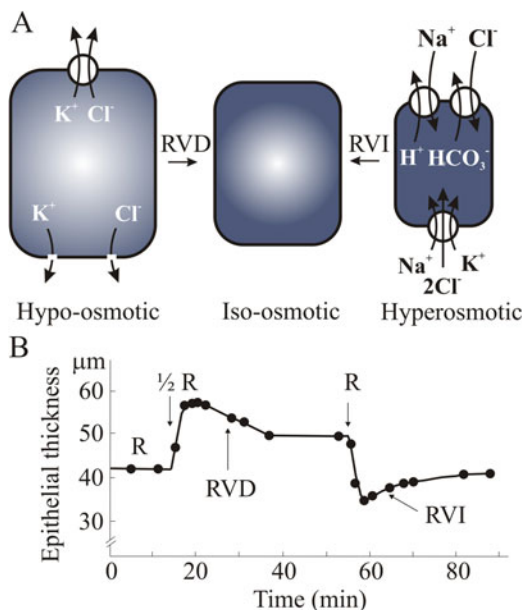 A
Na⁺ Cl⁻
K⁺ Cl⁻
RVD
RVI
H⁺ HCO₃⁻
K⁺ Cl⁻
Na⁺ K⁺
2Cl⁻
Hypo-osmotic
Iso-osmotic
Hyperosmotic
B
μm
½ R
R
60
R
50
RVD
40
RVI
30
Epithelial thickness
0 20 40 60 80
Time (min)